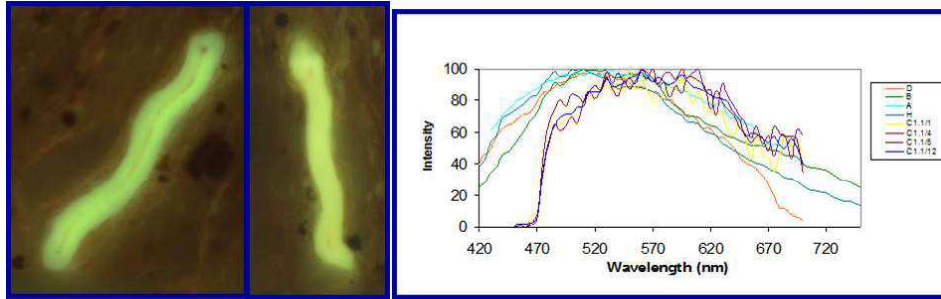 100
80
60
40
20
0
Intensity
420 470 520 570 620 670 720
Wavelength (nm)
D
B
A
H
C1.1/1
C1.1/4
C1.1/5
C1.1/12